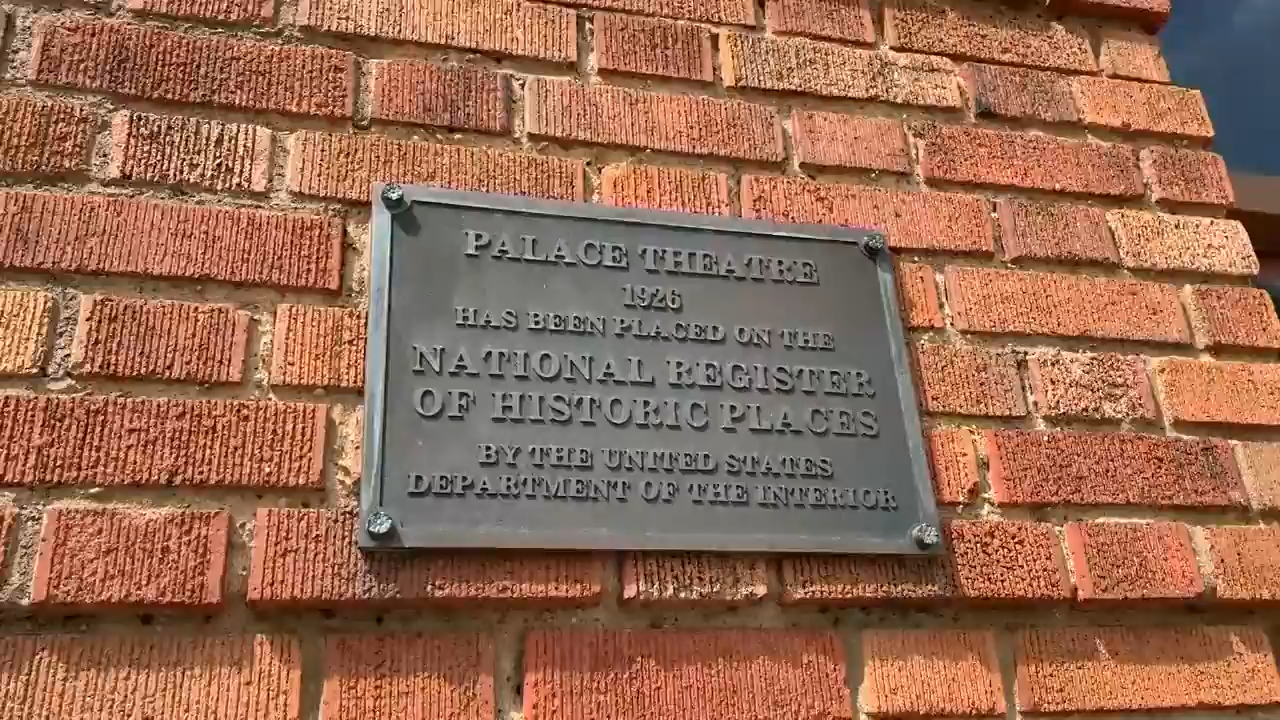 PALACE THEATRE
1926
HAS BEEN PLACED ON THE
NATIONAL REGISTER
OF HISTORIC PLACES
BY THE UNITED STATES
DEPARTMENT OF THE INTERIOR